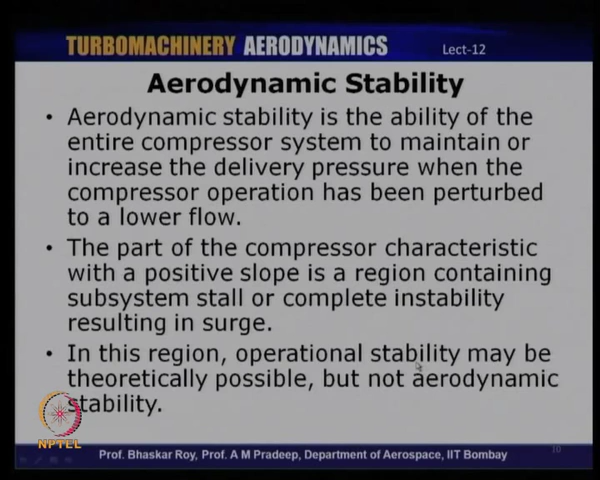 TURBOMACHINERY AERODYNAMICS Lect-12
Aerodynamic Stability
• Aerodynamic stability is the ability of the
entire compressor system to maintain or
increase the delivery pressure when the
compressor operation has been perturbed
to a lower flow.
• The part of the compressor characteristic
with a positive slope is a region containing
subsystem stall or complete instability
resulting in surge.
• In this region, operational stability may be
theoretically possible, but not aerodynamic
stability.
NPTEL
Prof. Bhaskar Roy, Prof. A M Pradeep, Department of Aerospace, IIT Bombay
10